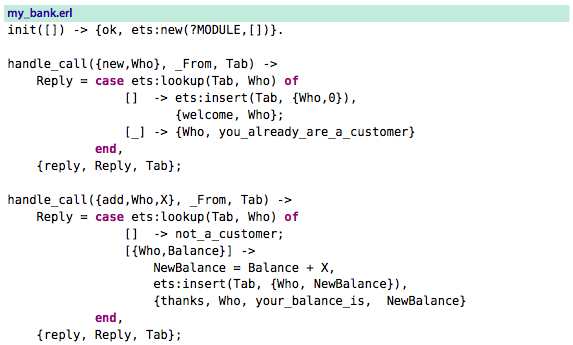 my_bank.erl
init([]) -> {ok, ets:new(?MODULE,[])}.
handle_call({new,Who}, _From, Tab) ->
    Reply = case ets:lookup(Tab, Who) of
                []  -> ets:insert(Tab, {Who,0}),
                       {welcome, Who};
                [_] -> {Who, you_already_are_a_customer}
            end,
    {reply, Reply, Tab};
handle_call({add,Who,X}, _From, Tab) ->
    Reply = case ets:lookup(Tab, Who) of
                []  -> not_a_customer;
                [{Who,Balance}] ->
                    NewBalance = Balance + X,
                    ets:insert(Tab, {Who, NewBalance}),
                    {thanks, Who, your_balance_is,  NewBalance}
            end,
    {reply, Reply, Tab};